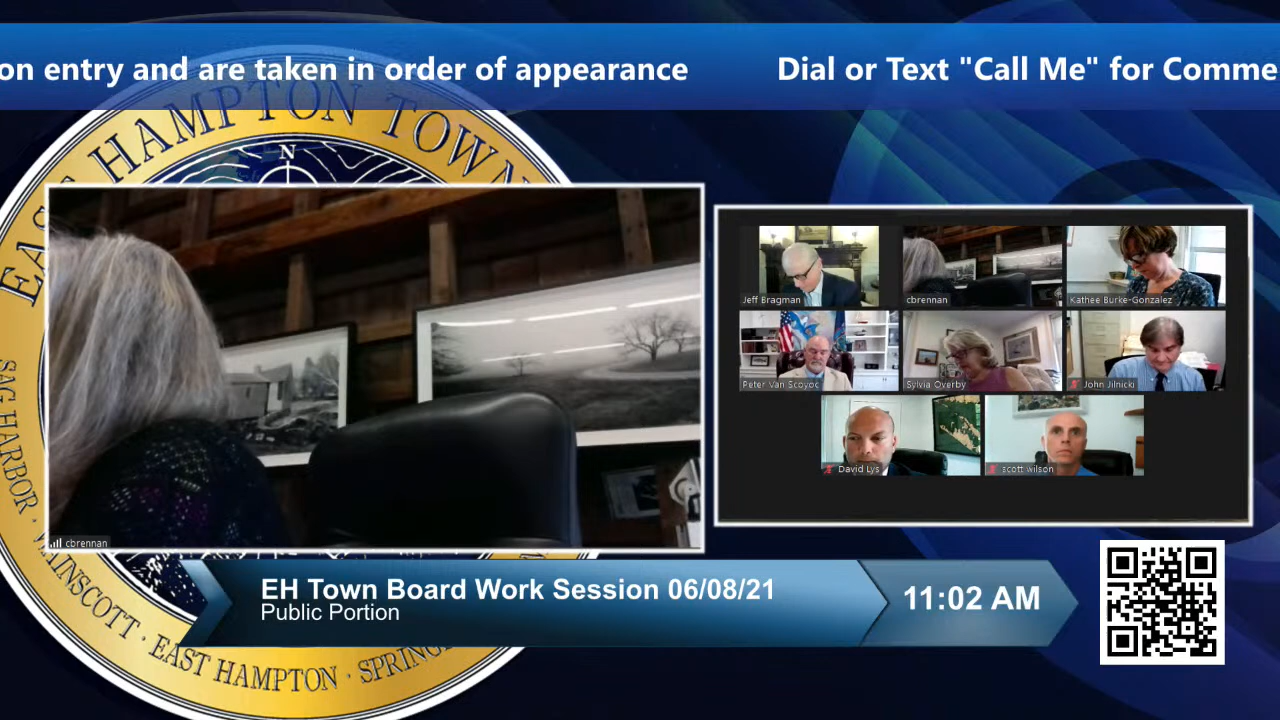 on entry and are taken in order of appearance
Dial or Text "Call Me" for Comme
EAST HAMPTON TOWN
N
SAG HARBOR · WAINSCOTT · EAST HAMPTON · SPRING
cbrennan
Jeff Bragman
cbrennan
Kathee Burke-Gonzalez
Peter Van Scoyoc
Sylvia Overby
John Jilnicki
David Lys
scott wilson
EH Town Board Work Session 06/08/21
Public Portion
11:02 AM